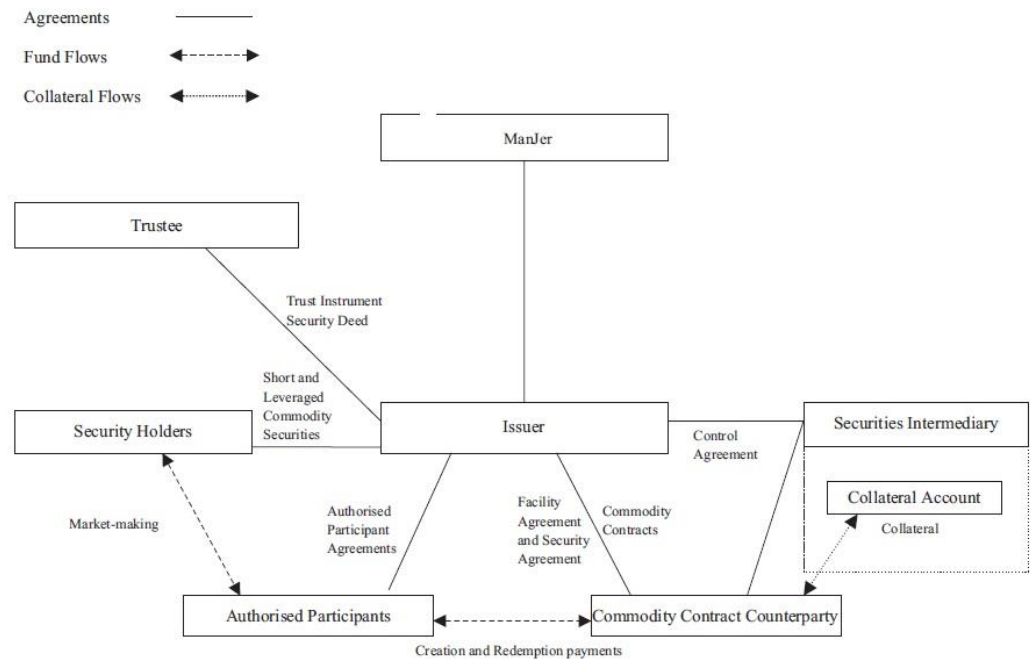 Agreements
Fund Flows
Collateral Flows
ManJer
Trustee
Trust Instrument
Security Deed
Short and
Leveraged
Commodity
Securities
Security Holders
Issuer
Control
Agreement
Securities Intermediary
Collateral Account
Collateral
Market-making
Authorised
Participant
Agreements
Facility
Agreement
and Security
Agreement
Commodity
Contracts
Authorised Participants
Commodity Contract Counterparty
Creation and Redemption payments